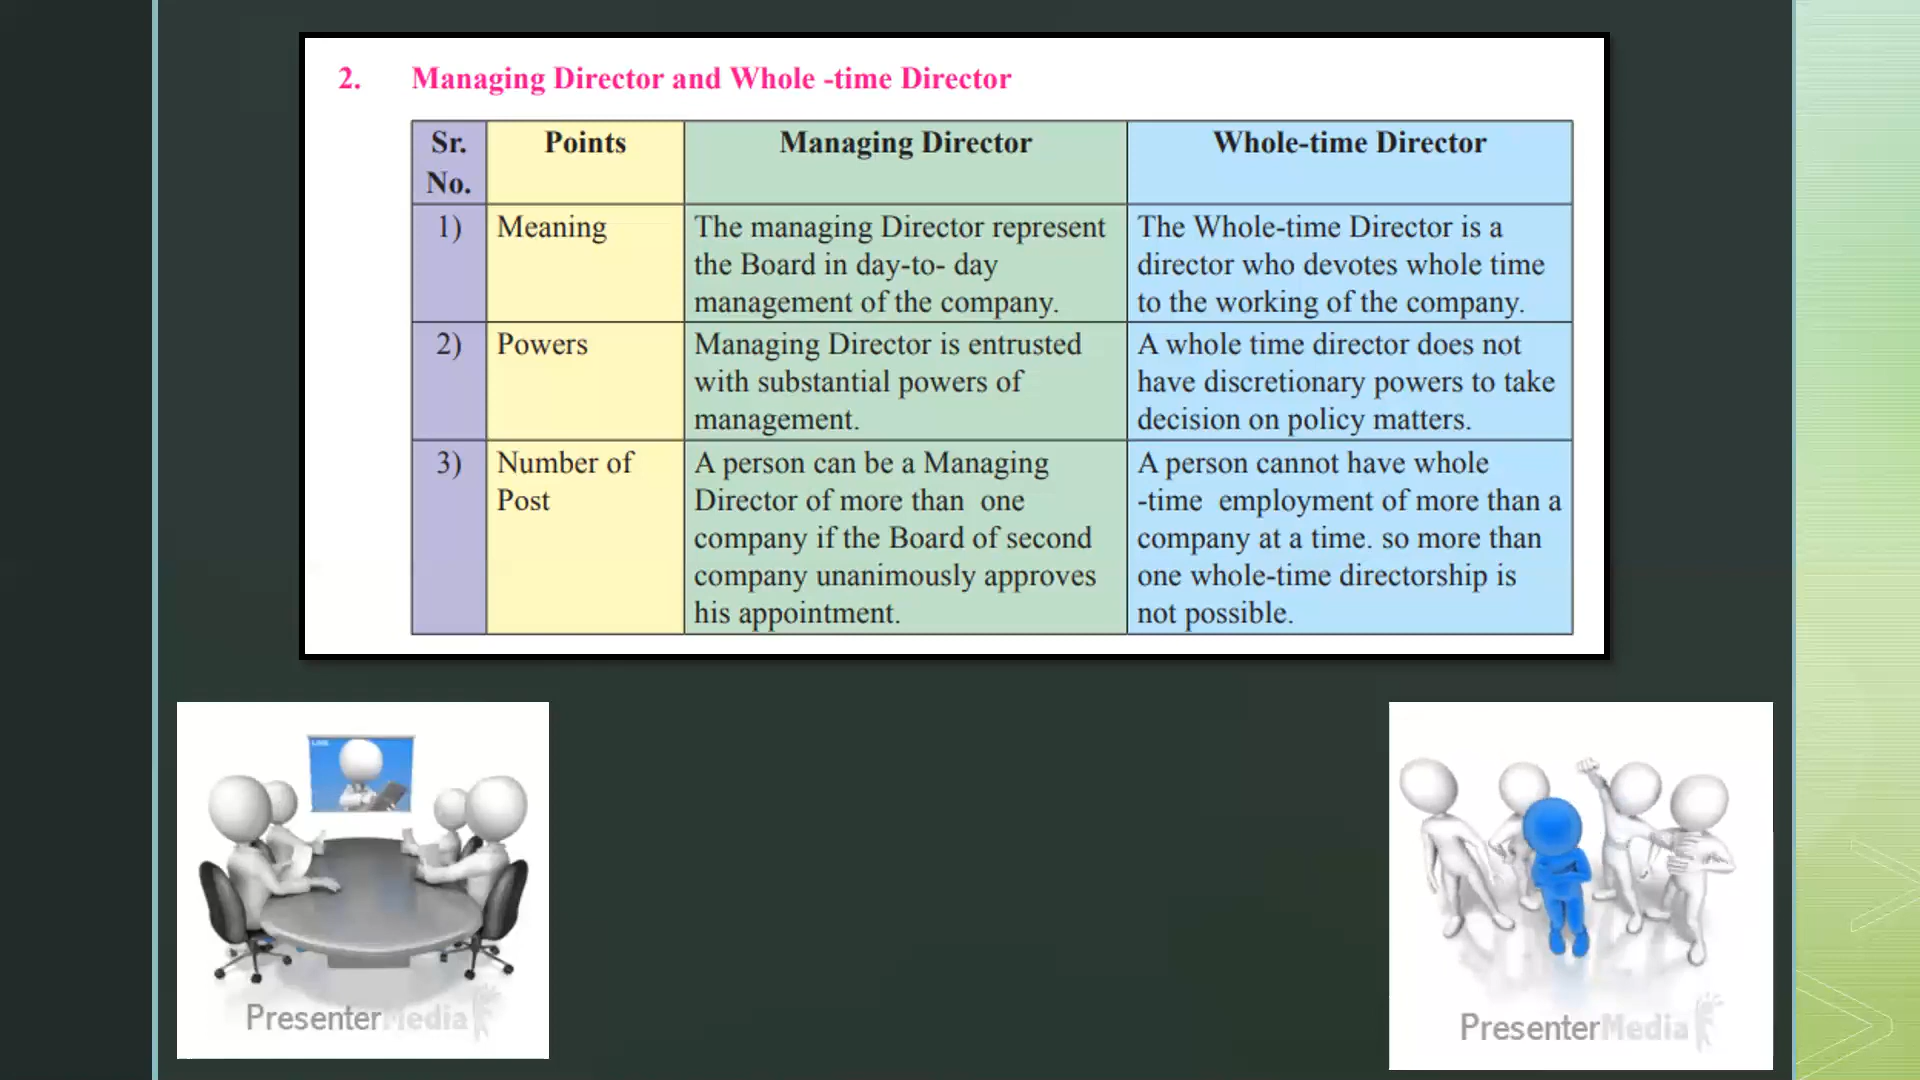 2. Managing Director and Whole -time Director
Sr. No. Points Managing Director Whole-time Director
1) Meaning
The managing Director represent
the Board in day-to- day
management of the company.
The Whole-time Director is a
director who devotes whole time
to the working of the company.
2) Powers
Managing Director is entrusted
with substantial powers of
management.
A whole time director does not
have discretionary powers to take
decision on policy matters.
3) Number of
Post
A person can be a Managing
Director of more than one
company if the Board of second
company unanimously approves
his appointment.
A person cannot have whole
-time employment of more than a
company at a time. so more than
one whole-time directorship is
not possible.
LIVE
PresenterMedia
PresenterMedia